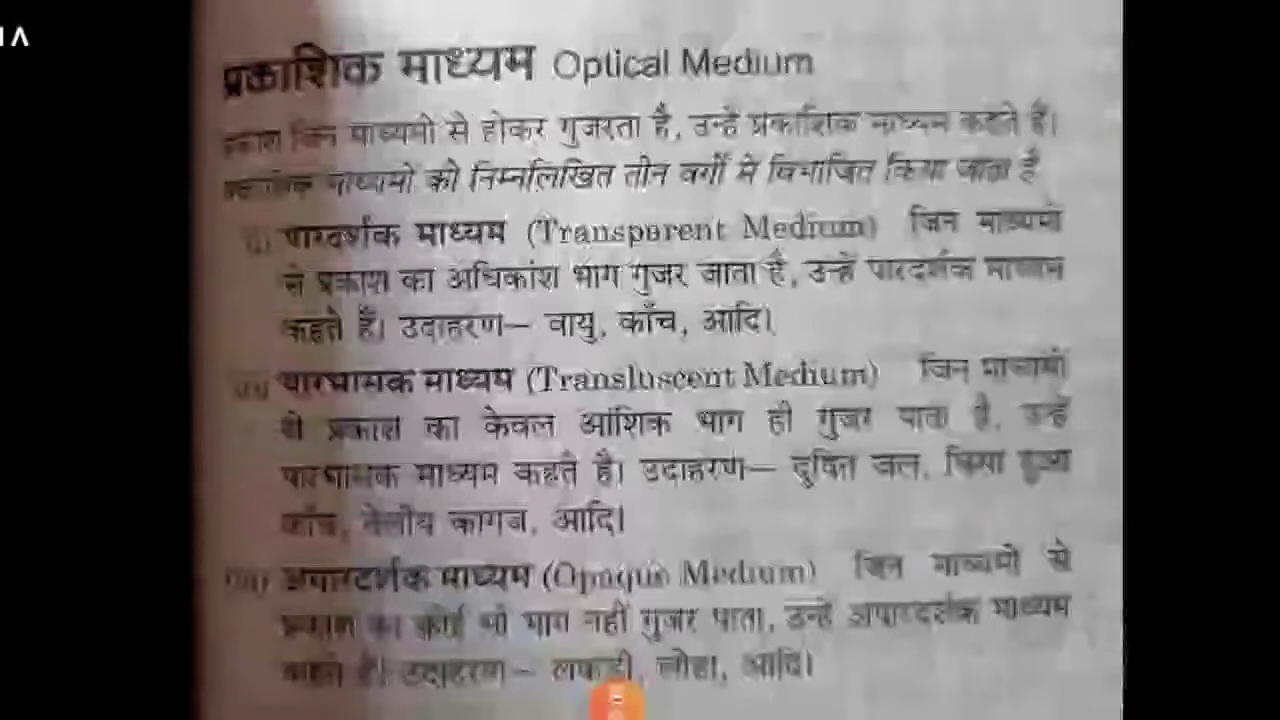 प्रकाशिक माध्यम Optical Medium
प्रकाश जिन माध्यमों से होकर गुजरता है, उन्हें प्रकाशिक माध्यम कहते हैं।
प्रकाशिक माध्यमों को निम्नलिखित तीन वर्गों में विभाजित किया जाता है
(i) पारदर्शक माध्यम (Transparent Medium) जिन माध्यमों
से प्रकाश का अधिकांश भाग गुजर जाता है, उन्हें पारदर्शक माध्यम
कहते हैं। उदाहरण— वायु, काँच, आदि।
(ii) पारभासक माध्यम (Transluscent Medium) जिन माध्यमों
से प्रकाश का केवल आंशिक भाग ही गुजर पाता है, उन्हें
पारभासक माध्यम कहते है। उदाहरण— दूषित जल, घिसा हुआ
काँच, तेलीय कागज, आदि।
(iii) अपारदर्शक माध्यम (Opaque Medium) जिन माध्यमों से
प्रकाश का कोई भी भाग नहीं गुजर पाता, उन्हें अपारदर्शक माध्यम
कहते हैं। उदाहरण— लकड़ी, लोहा, आदि।